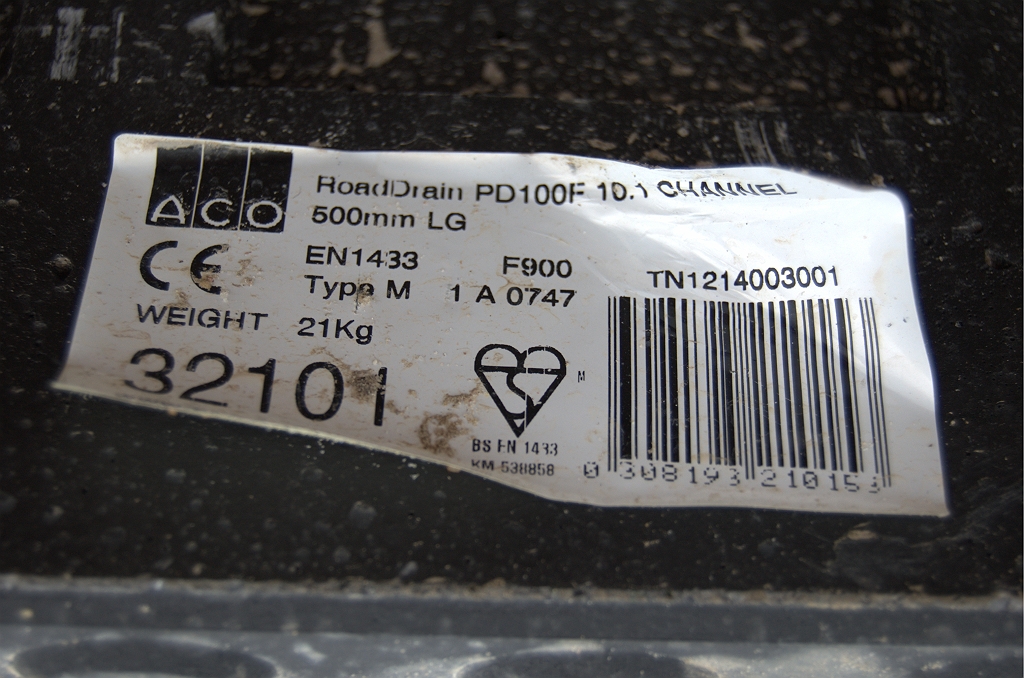 ACO
RoadDrain PD100F 10.1 CHANNEL
500mm LG
CE
EN1433 F900
Type M 1 A 0747
WEIGHT 21Kg
32101
TN1214003001
M
BS EN 1433
KM 538858
0 308193 210153